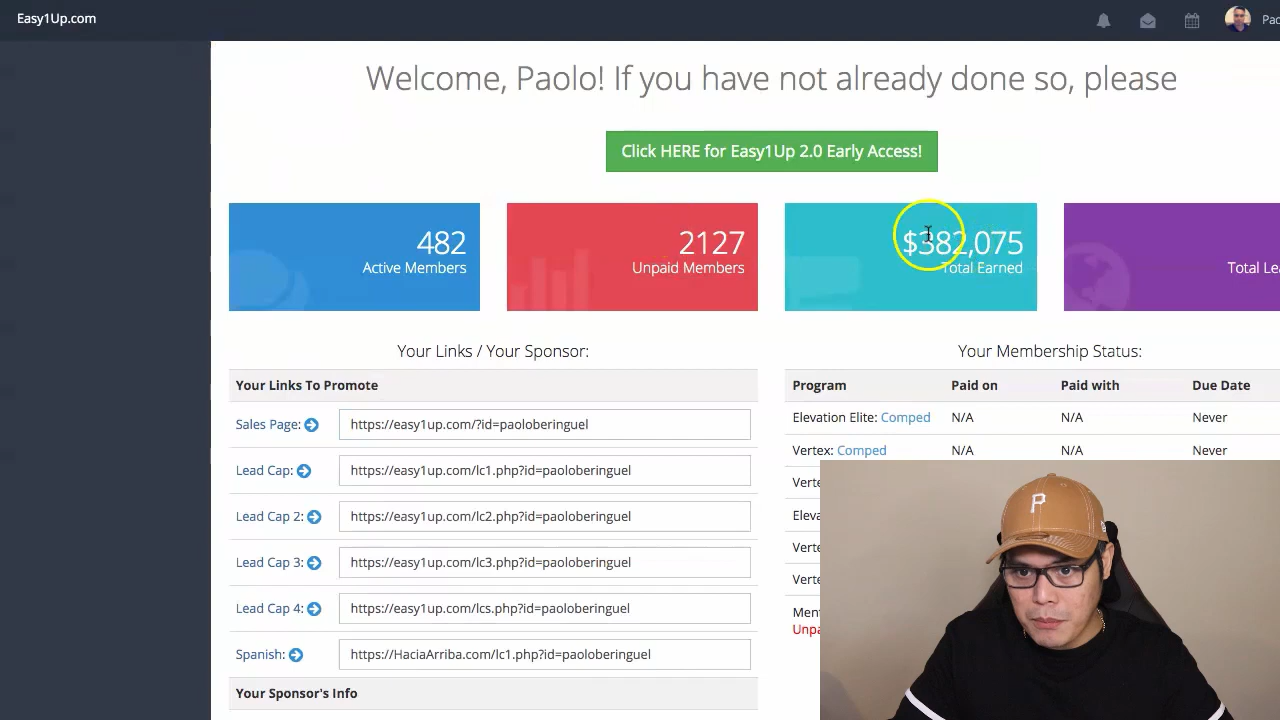 Easy1Up.com
Welcome, Paolo! If you have not already done so, please
Click HERE for Easy1Up 2.0 Early Access!
482
Active Members
2127
Unpaid Members
$382,075
Total Earned
Total
Your Links / Your Sponsor:
Your Links To Promote
Sales Page:
https://easy1up.com/?id=paoloberinguel
Lead Cap:
https://easy1up.com/lc1.php?id=paoloberinguel
Lead Cap 2:
https://easy1up.com/lc2.php?id=paoloberinguel
Lead Cap 3:
https://easy1up.com/lc3.php?id=paoloberinguel
Lead Cap 4:
https://easy1up.com/lcs.php?id=paoloberinguel
Spanish:
https://HaciaArriba.com/lc1.php?id=paoloberinguel
Your Sponsor's Info
Your Membership Status:
Program Paid on Paid with Due Date
Elevation Elite: Comped N/A N/A Never
Vertex: Comped N/A N/A Never
P